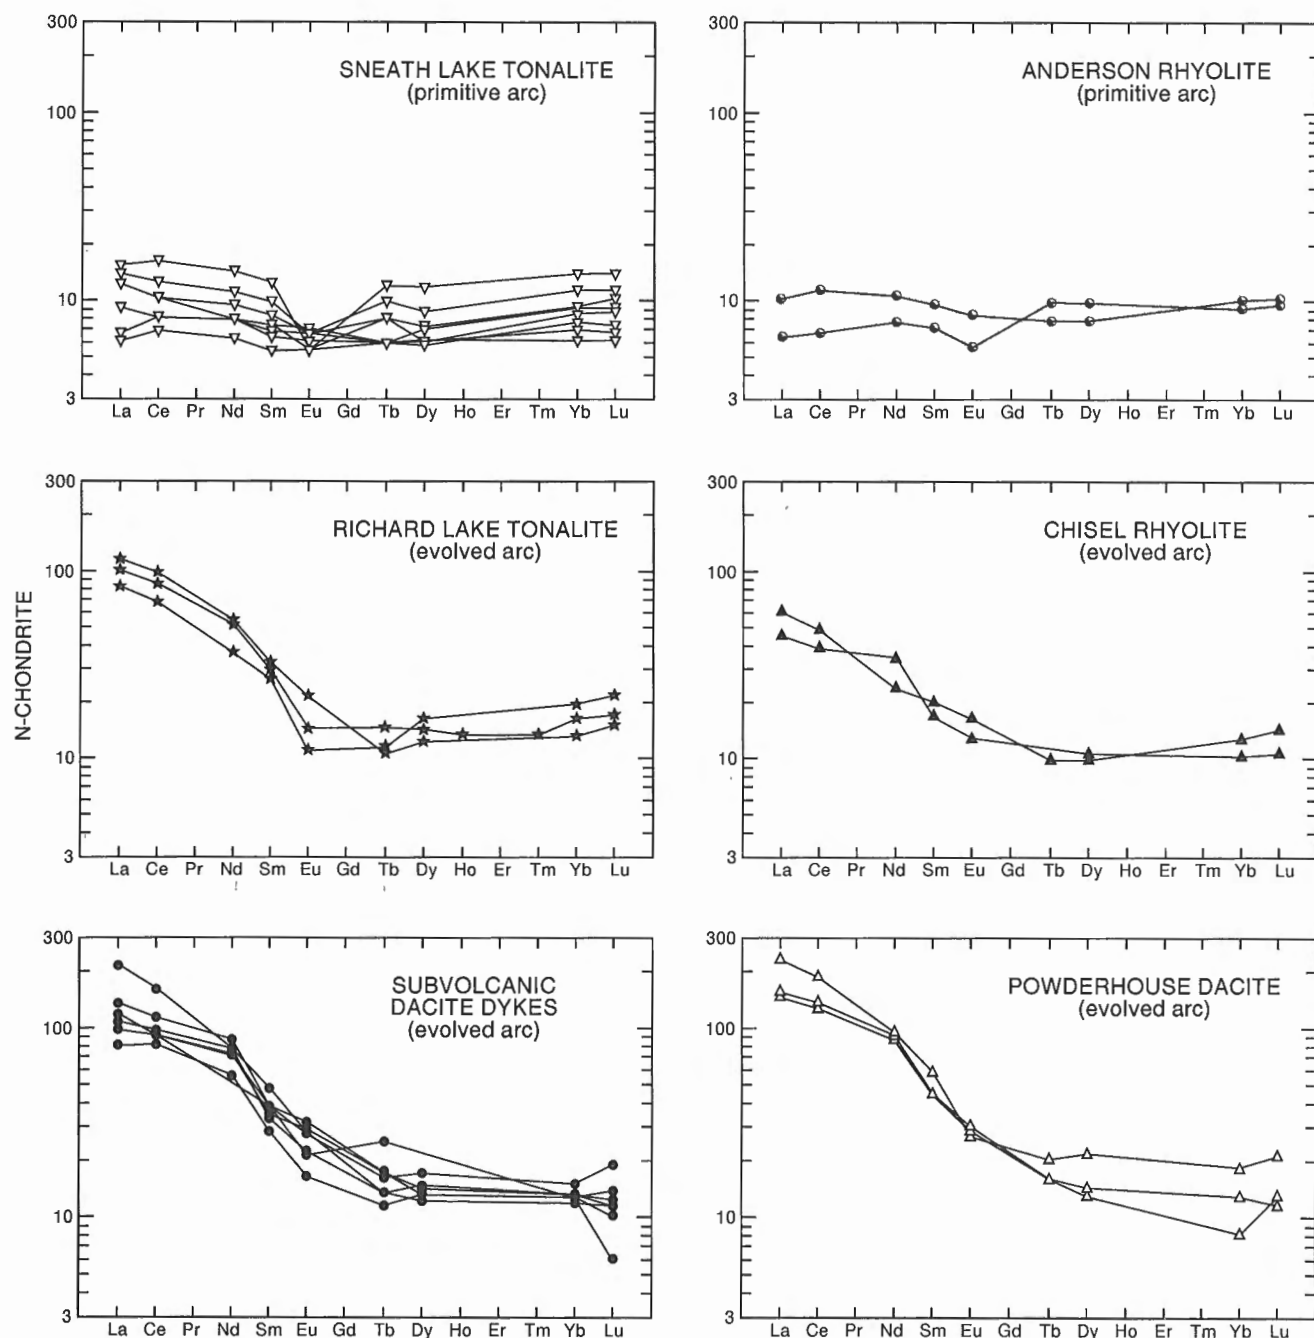 300
100
10
3
SNEATH LAKE TONALITE
(primitive arc)
La Ce Pr Nd Sm Eu Gd Tb Dy Ho Er Tm Yb Lu
300
100
10
3
ANDERSON RHYOLITE
(primitive arc)
La Ce Pr Nd Sm Eu Gd Tb Dy Ho Er Tm Yb Lu
N-CHONDRITE
300
100
10
3
RICHARD LAKE TONALITE
(evolved arc)
La Ce Pr Nd Sm Eu Gd Tb Dy Ho Er Tm Yb Lu
300
100
10
3
CHISEL RHYOLITE
(evolved arc)
La Ce Pr Nd Sm Eu Gd Tb Dy Ho Er Tm Yb Lu
300
100
10
3
SUBVOLCANIC
DACITE DYKES
(evolved arc)
La Ce Pr Nd Sm Eu Gd Tb Dy Ho Er Tm Yb Lu
300
100
10
3
POWDERHOUSE DACITE
(evolved arc)
La Ce Pr Nd Sm Eu Gd Tb Dy Ho Er Tm Yb Lu